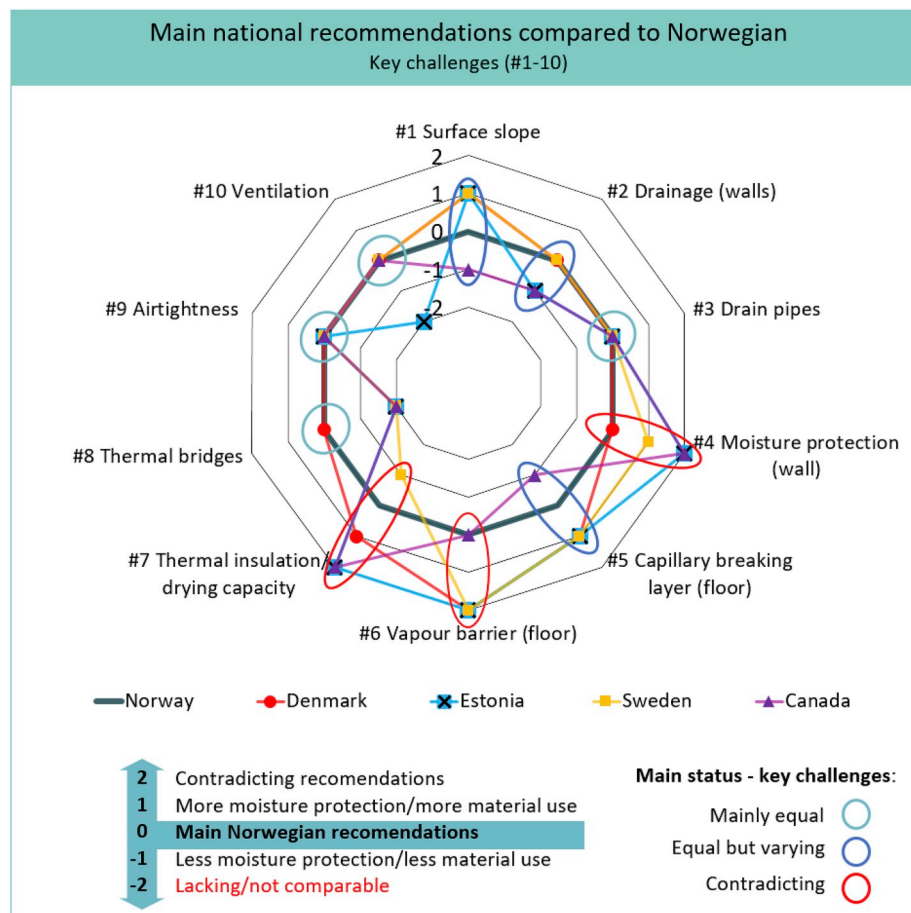 Main national recommendations compared to Norwegian
Key challenges (#1-10)
#1 Surface slope
2
#10 Ventilation
#2 Drainage (walls)
1
0
-1
#9 Airtightness
#3 Drain pipes
-2
#4 Moisture protection
(wall)
#8 Thermal bridges
#7 Thermal insulation/
drying capacity
#5 Capillary breaking
layer (floor)
#6 Vapour barrier (floor)
Norway Denmark Estonia Sweden Canada
2 Contradicting recomendations
1 More moisture protection/more material use
0 Main Norwegian recomendations
-1 Less moisture protection/less material use
-2 Lacking/not comparable
Main status - key challenges:
Mainly equal
Equal but varying
Contradicting